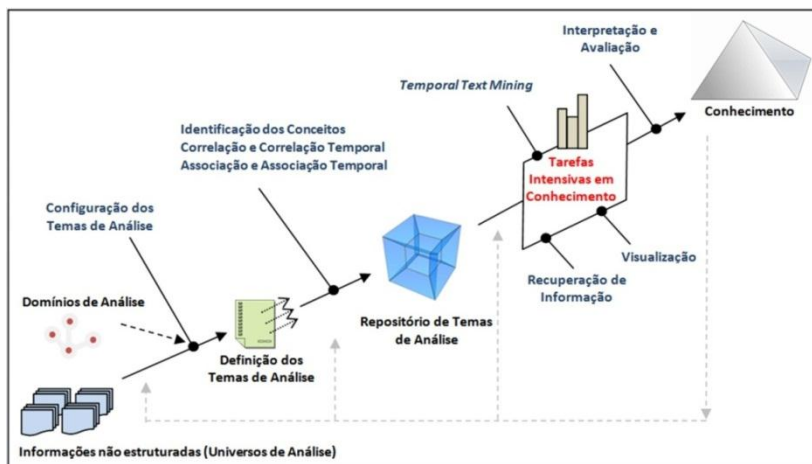 Interpretação e
Avaliação
Conhecimento
Temporal Text Mining
Tarefas
Intensivas em
Conhecimento
Visualização
Recuperação de
Informação
Identificação dos Conceitos
Correlação e Correlação Temporal
Associação e Associação Temporal
Repositório de Temas
de Análise
Configuração dos
Temas de Análise
Domínios de Análise
Definição dos
Temas de Análise
Informações não estruturadas (Universos de Análise)